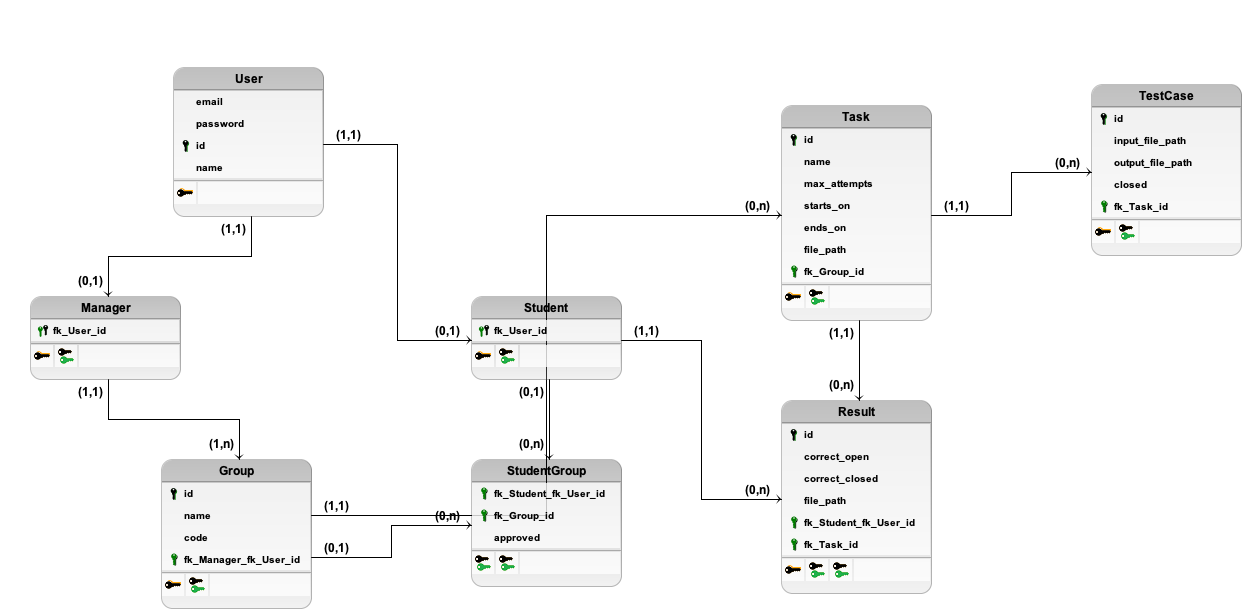 User
email
password
id
name
(1,1)
(1,1)
(0,1)
Manager
fk_User_id
(1,1)
(1,n)
Group
id
name
code
fk_Manager_fk_User_id
(1,1)
(0,1)
(0,n)
(0,1)
Student
fk_User_id
(1,1)
(0,1)
(0,n)
StudentGroup
fk_Student_fk_User_id
fk_Group_id
approved
(0,n)
Task
id
name
max_attempts
starts_on
ends_on
file_path
fk_Group_id
(1,1)
(1,1)
(0,n)
(0,n)
Result
id
correct_open
correct_closed
file_path
fk_Student_fk_User_id
fk_Task_id
(0,n)
TestCase
id
input_file_path
output_file_path
closed
fk_Task_id